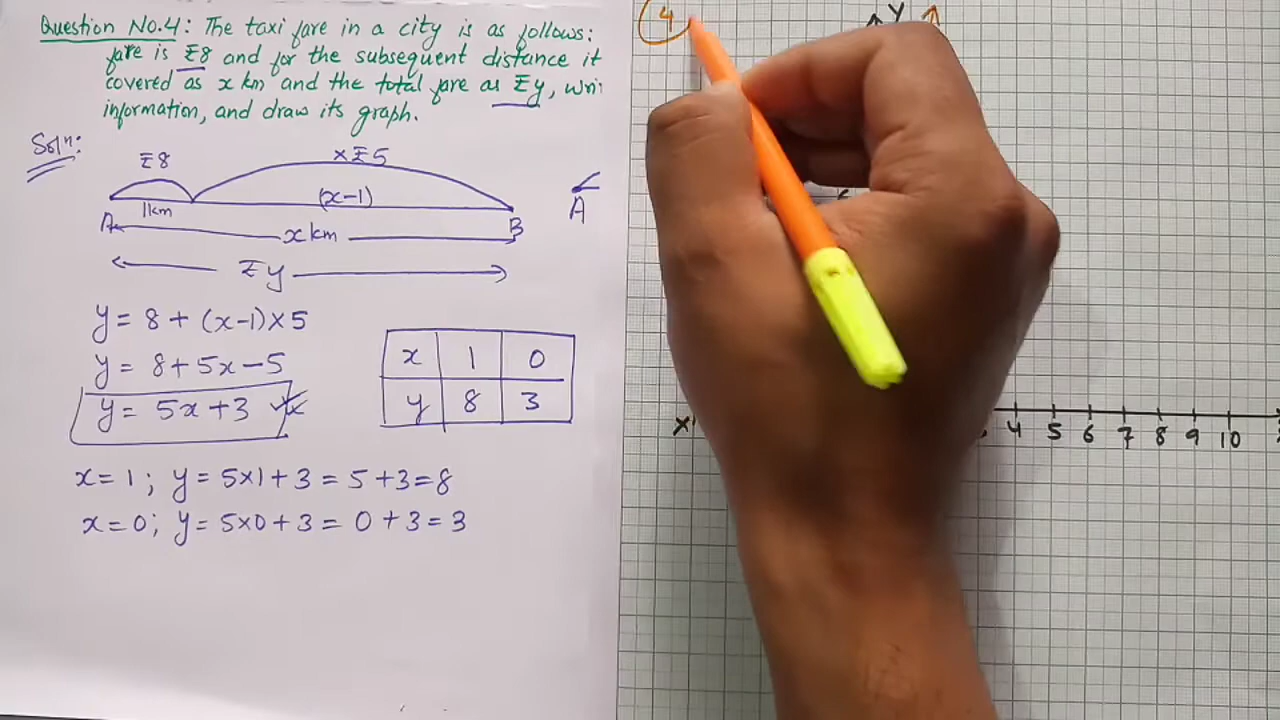 Question No.4: The taxi fare in a city is as follows:
fare is ₹8 and for the subsequent distance it
covered as x km and the total fare as ₹y, wri
information, and draw its graph.
Soln:
₹8
x₹5
1km
(x-1)
A
B
x km
₹y
A
y = 8 + (x-1)×5
y = 8+5x-5
y = 5x+3
x 1 0
y 8 3
x=1; y = 5×1+3 = 5+3=8
x=0; y= 5×0+3 = 0+3=3
4
Y
X'
4 5 6 7 8 9 10